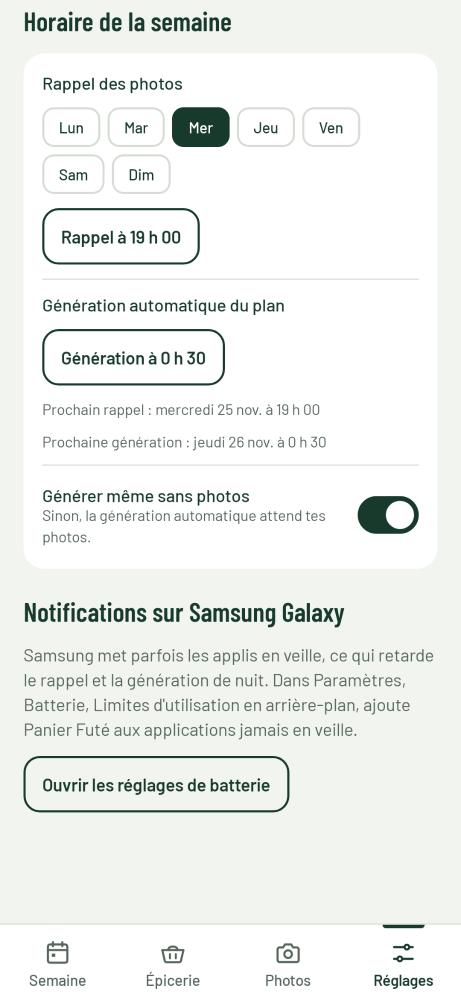 Horaire de la semaine
Rappel des photos
Lun Mar Mer Jeu Ven
Sam Dim
Rappel à 19 h 00
Génération automatique du plan
Génération à 0 h 30
Prochain rappel : mercredi 25 nov. à 19 h 00
Prochaine génération : jeudi 26 nov. à 0 h 30
Générer même sans photos
Sinon, la génération automatique attend tes
photos.
Notifications sur Samsung Galaxy
Samsung met parfois les applis en veille, ce qui retarde
le rappel et la génération de nuit. Dans Paramètres,
Batterie, Limites d'utilisation en arrière-plan, ajoute
Panier Futé aux applications jamais en veille.
Ouvrir les réglages de batterie
Semaine Épicerie Photos Réglages